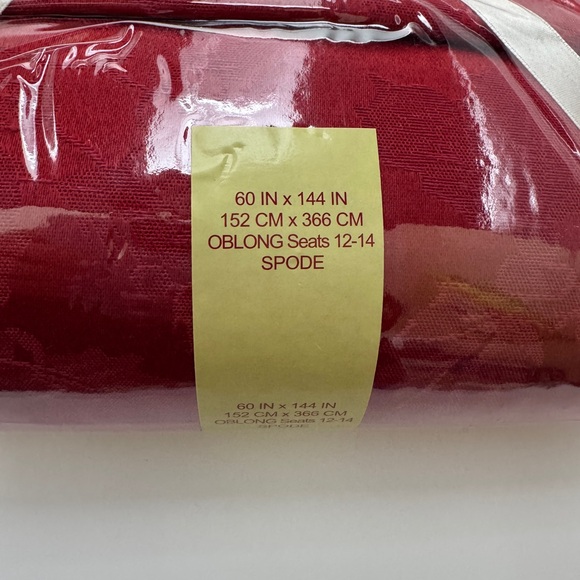 60 IN x 144 IN
152 CM x 366 CM
OBLONG Seats 12-14
SPODE
60 IN x 144 IN
152 CM x 366 CM
OBLONG Seats 12-14
SPODE